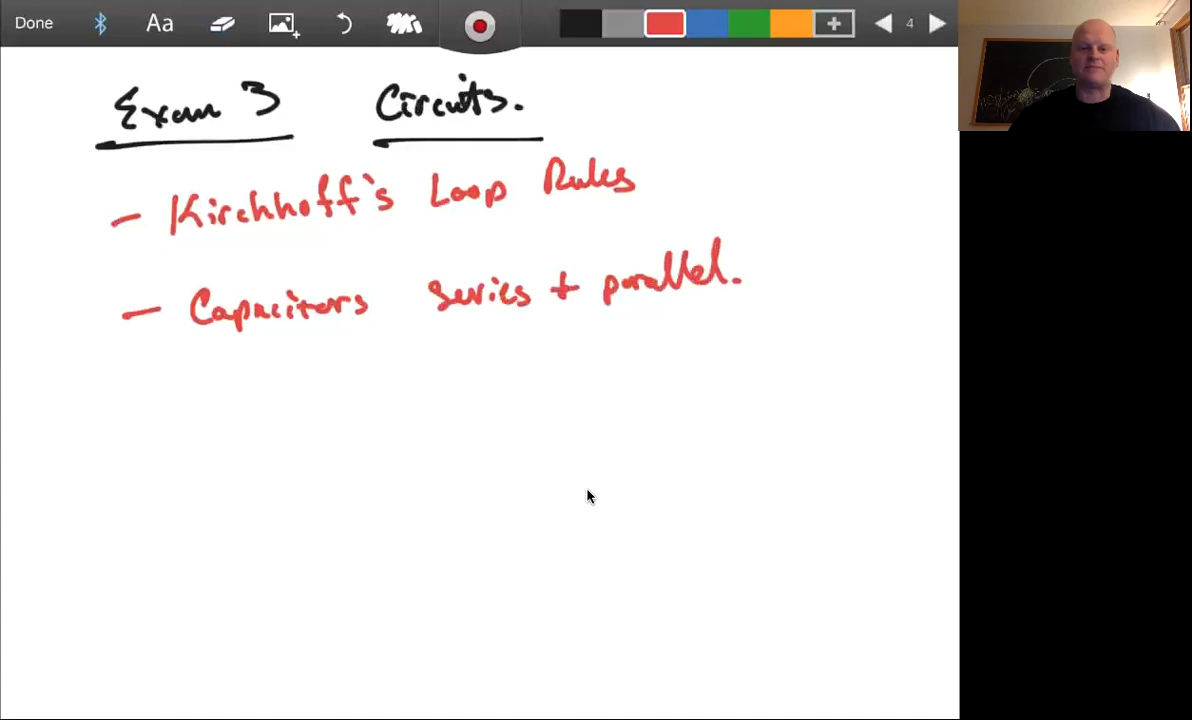 Done Aa 4
Exam 3 Circuits.
- Kirchhoff's Loop Rules
- Capacitors Series + parallel.